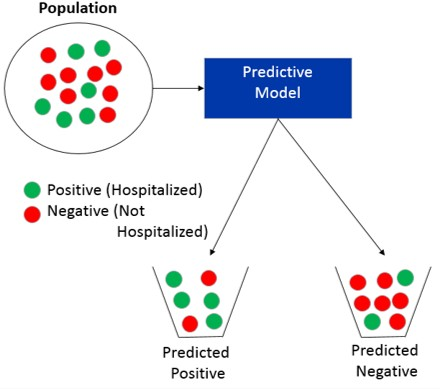 Population
Predictive
Model
Positive (Hospitalized)
Negative (Not
Hospitalized)
Predicted
Positive
Predicted
Negative